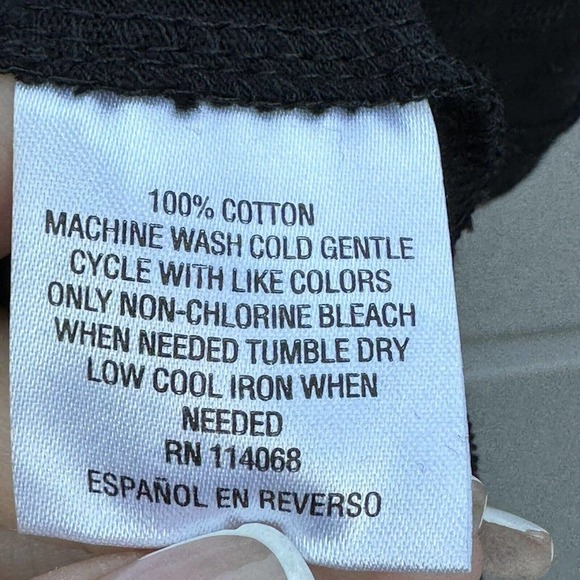 100% COTTON
MACHINE WASH COLD GENTLE
CYCLE WITH LIKE COLORS
ONLY NON-CHLORINE BLEACH
WHEN NEEDED TUMBLE DRY
LOW COOL IRON WHEN
NEEDED
RN 114068
ESPAÑOL EN REVERSO